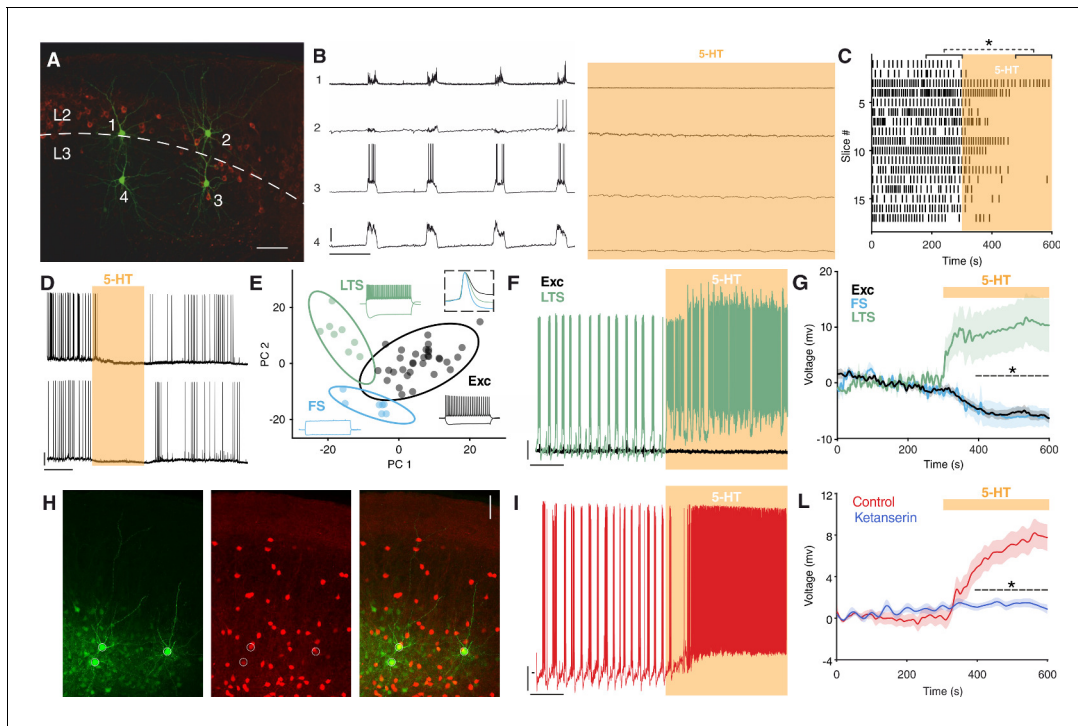 A
L2
L3
1
2
3
4
B
5-HT
1
2
3
4
C
*
5-HT
Slice #
5
10
15
0 200 400 600
Time (s)
D
5-HT
E
LTS
PC 2
20
0
-20
FS
Exc
-20 0 20
PC 1
F
Exc
LTS
5-HT
G
5-HT
Exc
FS
LTS
Voltage (mv)
20
10
0
-10
*
0 200 400 600
Time (s)
H
I
5-HT
L
5-HT
Control
Ketanserin
Voltage (mv)
12
8
4
0
-4
*
0 200 400 600
Time (s)